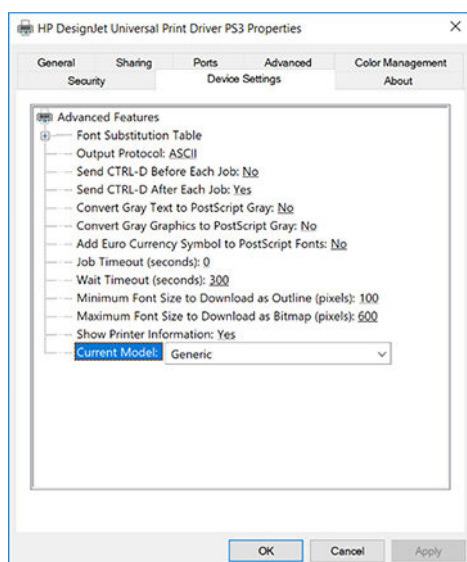 HP DesignJet Universal Print Driver PS3 Properties
General Sharing Ports Advanced Color Management
Security Device Settings About
Advanced Features
Font Substitution Table
Output Protocol: ASCII
Send CTRL-D Before Each Job: No
Send CTRL-D After Each Job: Yes
Convert Gray Text to PostScript Gray: No
Convert Gray Graphics to PostScript Gray: No
Add Euro Currency Symbol to PostScript Fonts: No
Job Timeout (seconds): 0
Wait Timeout (seconds): 300
Minimum Font Size to Download as Outline (pixels): 100
Maximum Font Size to Download as Bitmap (pixels): 600
Show Printer Information: Yes
Current Model: Generic
OK Cancel Apply